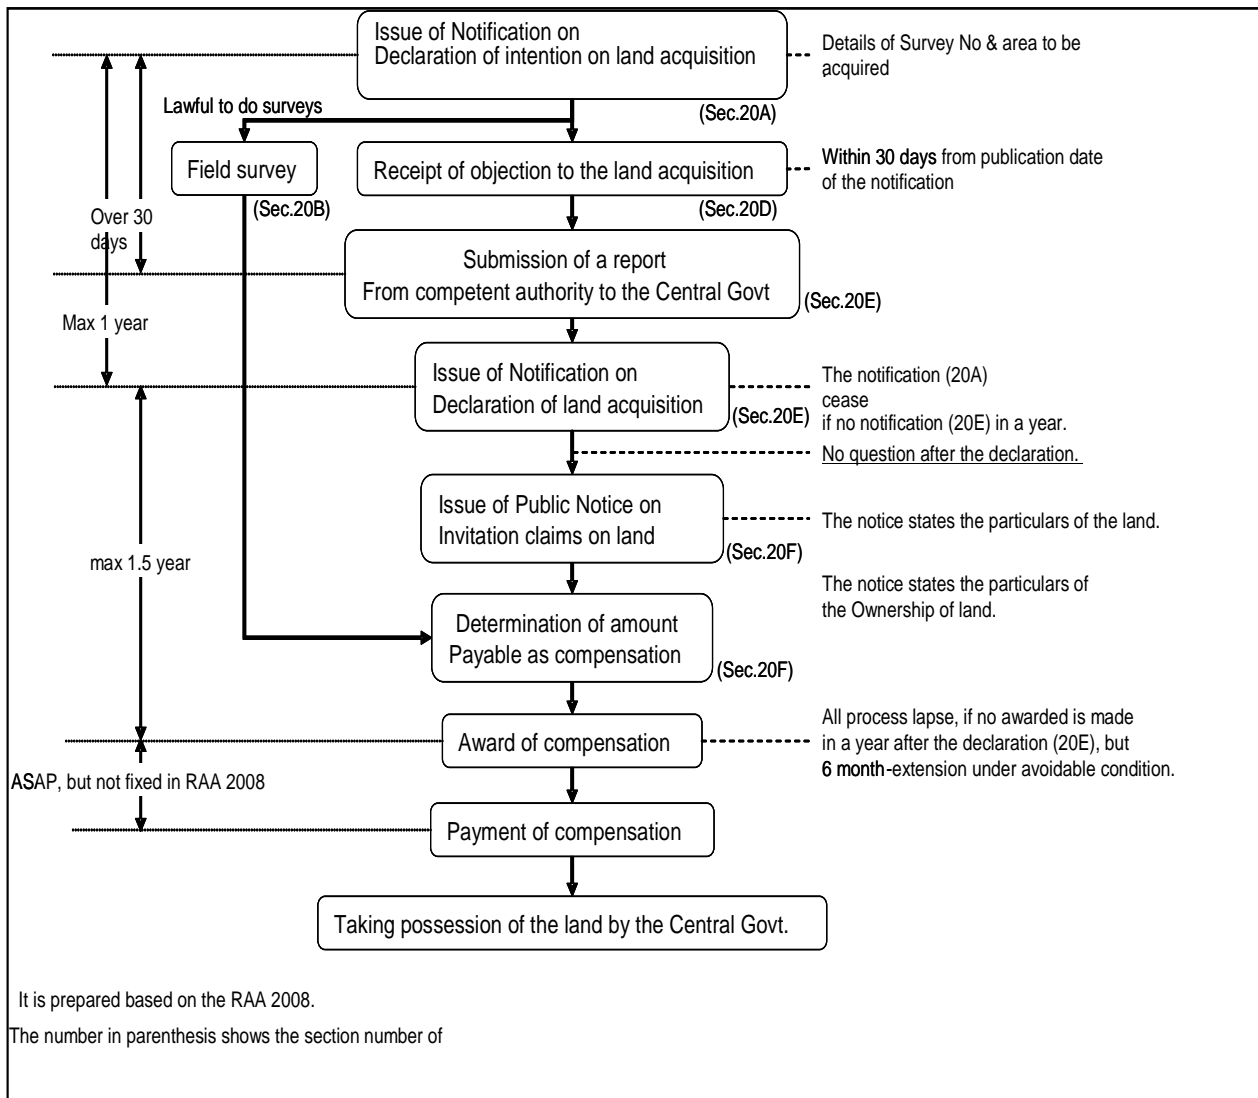 Issue of Notification on
Declaration of intention on land acquisition
Details of Survey No & area to be
acquired
(Sec.20A)
Lawful to do surveys
Field survey
(Sec.20B)
Receipt of objection to the land acquisition
(Sec.20D)
Within 30 days from publication date
of the notification
Over 30
days
Submission of a report
From competent authority to the Central Govt
(Sec.20E)
Max 1 year
Issue of Notification on
Declaration of land acquisition
(Sec.20E)
The notification (20A)
cease
if no notification (20E) in a year.
No question after the declaration.
Issue of Public Notice on
Invitation claims on land
(Sec.20F)
The notice states the particulars of the land.
max 1.5 year
The notice states the particulars of
the Ownership of land.
Determination of amount
Payable as compensation
(Sec.20F)
Award of compensation
All process lapse, if no awarded is made
in a year after the declaration (20E), but
6 month-extension under avoidable condition.
ASAP, but not fixed in RAA 2008
Payment of compensation
Taking possession of the land by the Central Govt.
It is prepared based on the RAA 2008.
The number in parenthesis shows the section number of